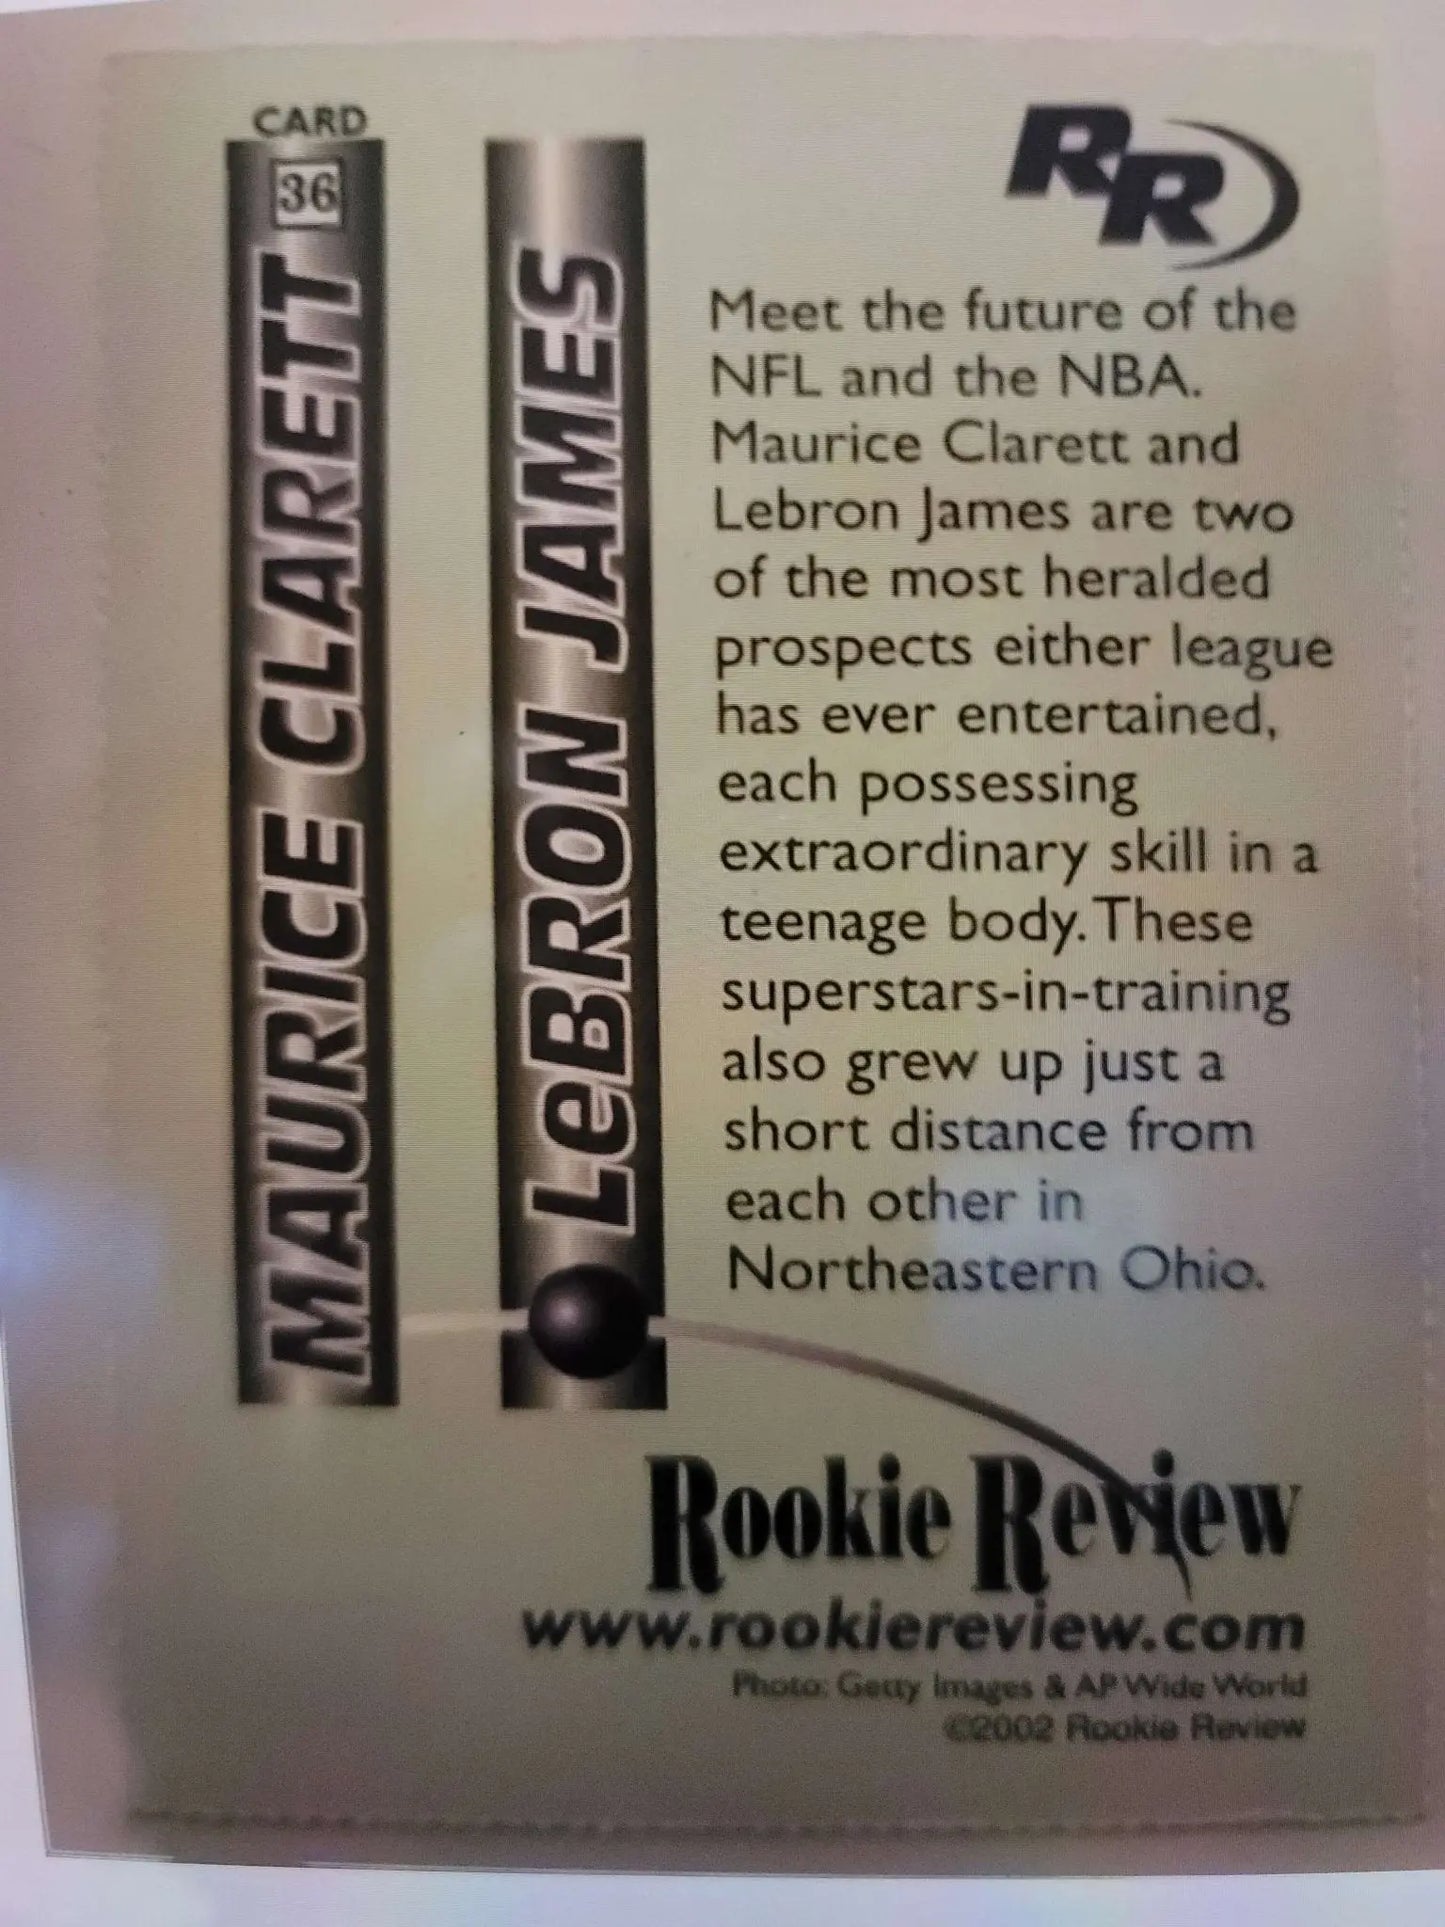 CARD
36
MAURICE CLARETT
LeBRON JAMES
RR
Meet the future of the
NFL and the NBA.
Maurice Clarett and
Lebron James are two
of the most heralded
prospects either league
has ever entertained,
each possessing
extraordinary skill in a
teenage body. These
superstars-in-training
also grew up just a
short distance from
each other in
Northeastern Ohio.
Rookie Review
www.rookiereview.com
Photo: Getty Images & AP Wide World
©2002 Rookie Review